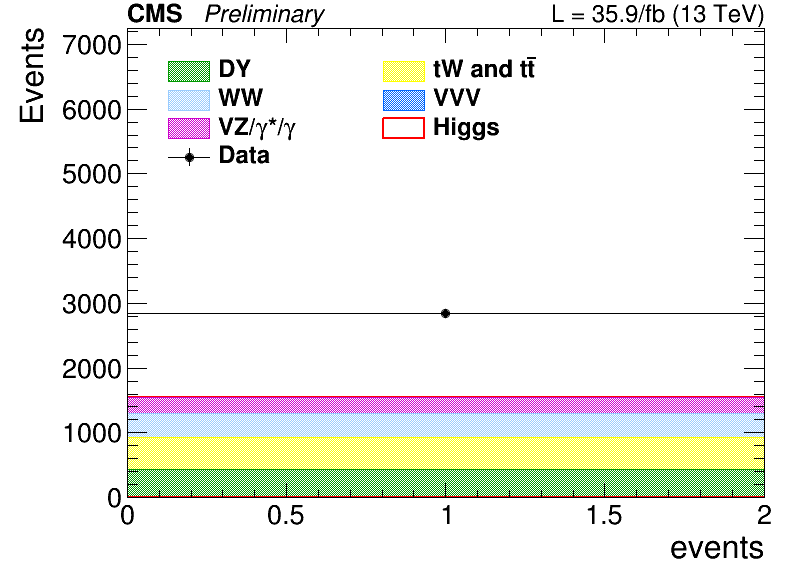 CMS Preliminary L = 35.9/fb (13 TeV)
Events
7000
6000
5000
4000
3000
2000
1000
0
DY
WW
VZ/γ*/γ
Data
tW and tt̄
VVV
Higgs
0 0.5 1 1.5 2
events